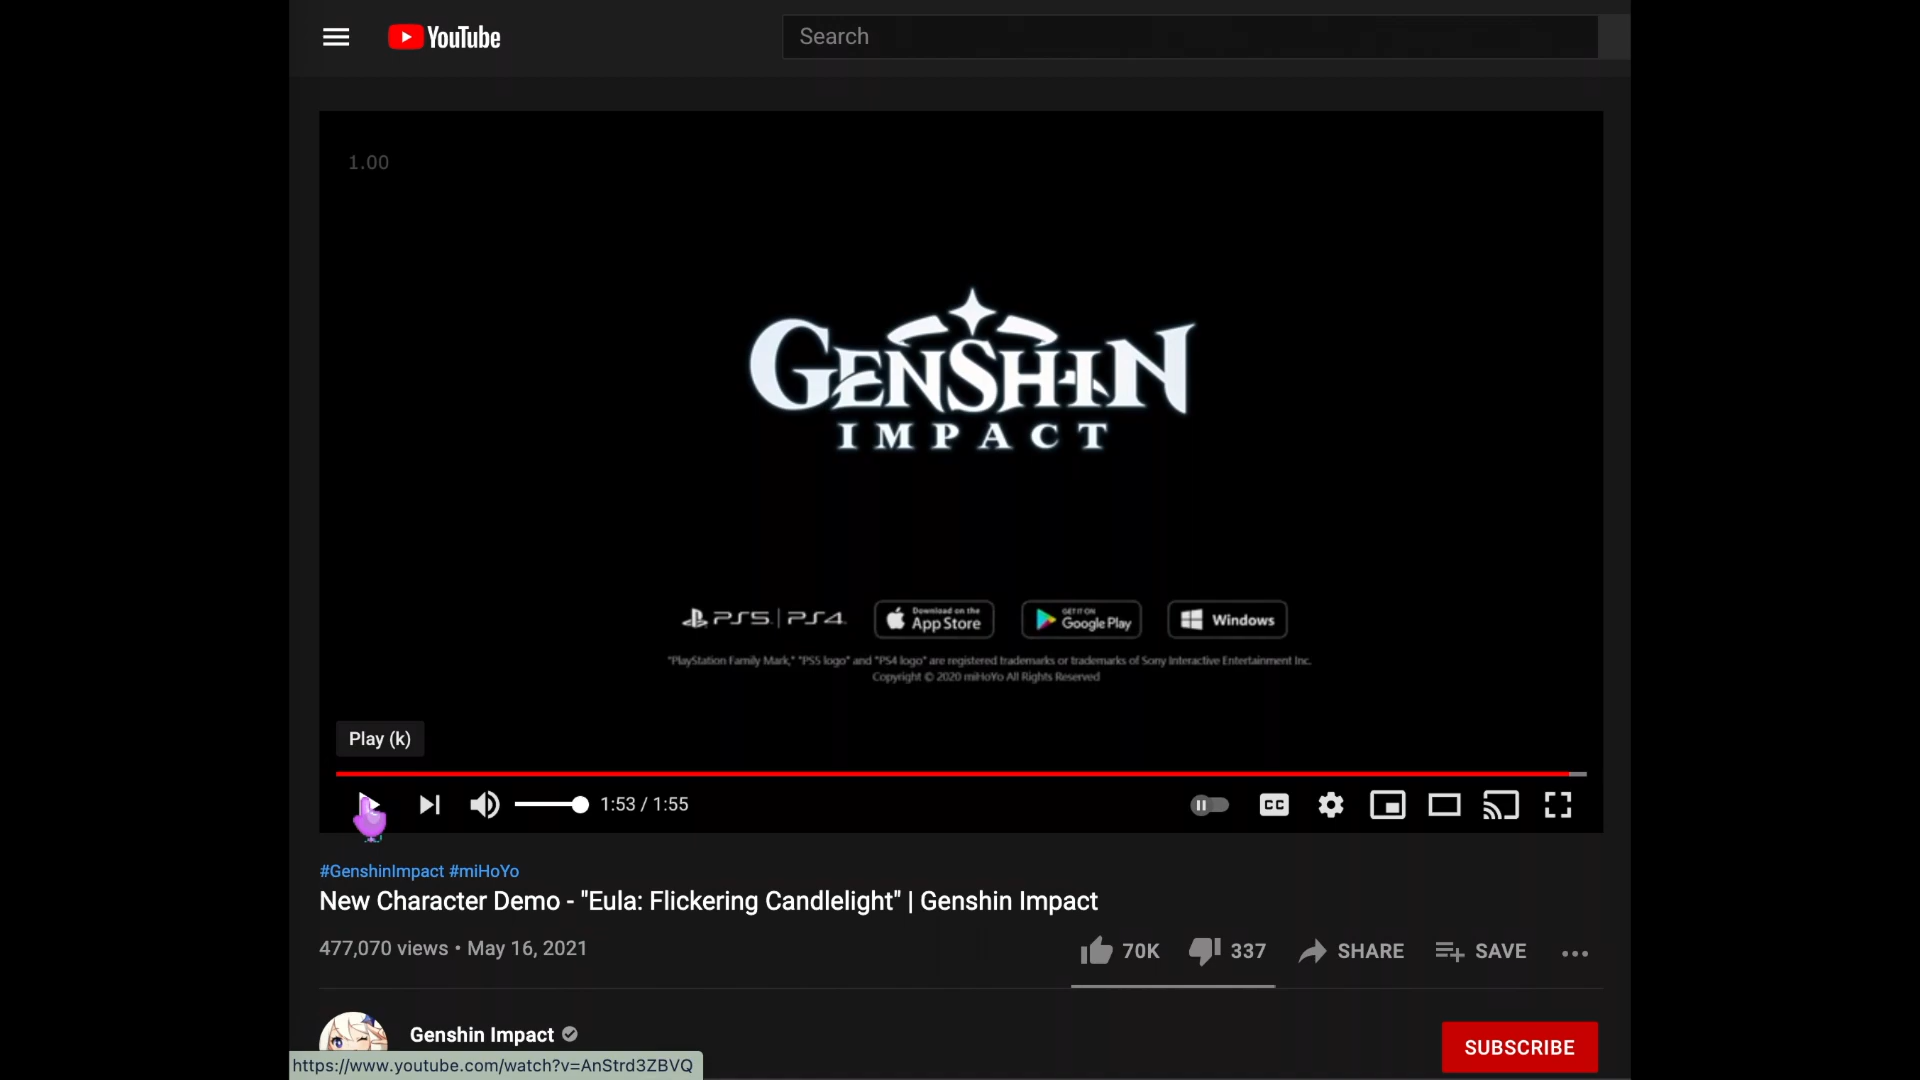 YouTube
Search
1.00
GENSHIN
IMPACT
PS5 | PS4
Download on the
App Store
GET IT ON
Google Play
Windows
"PlayStation Family Mark," "PS5 logo" and "PS4 logo" are registered trademarks or trademarks of Sony Interactive Entertainment Inc.
Copyright © 2020 miHoYo All Rights Reserved
Play (k)
1:53 / 1:55
CC
#GenshinImpact #miHoYo
New Character Demo - "Eula: Flickering Candlelight" | Genshin Impact
477,070 views • May 16, 2021
70K
337
SHARE
SAVE
Genshin Impact
SUBSCRIBE
https://www.youtube.com/watch?v=AnStrd3ZBVQ